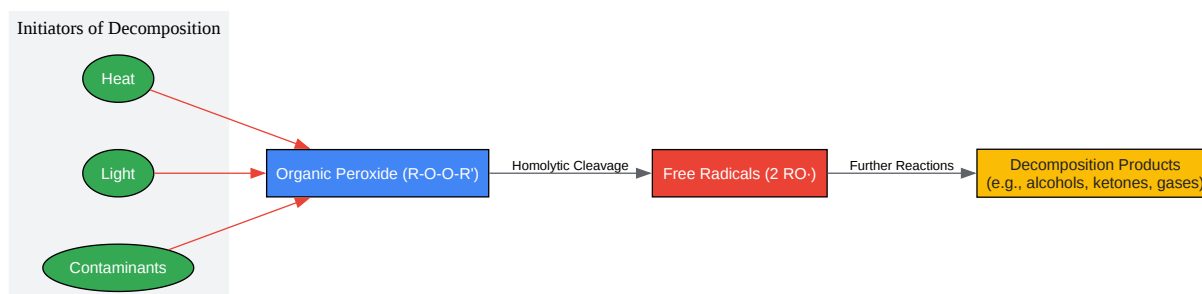 Initiators of Decomposition
Heat
Light
Contaminants
Organic Peroxide (R-O-O-R')
Homolytic Cleavage
Free Radicals (2 RO·)
Further Reactions
Decomposition Products
(e.g., alcohols, ketones, gases)